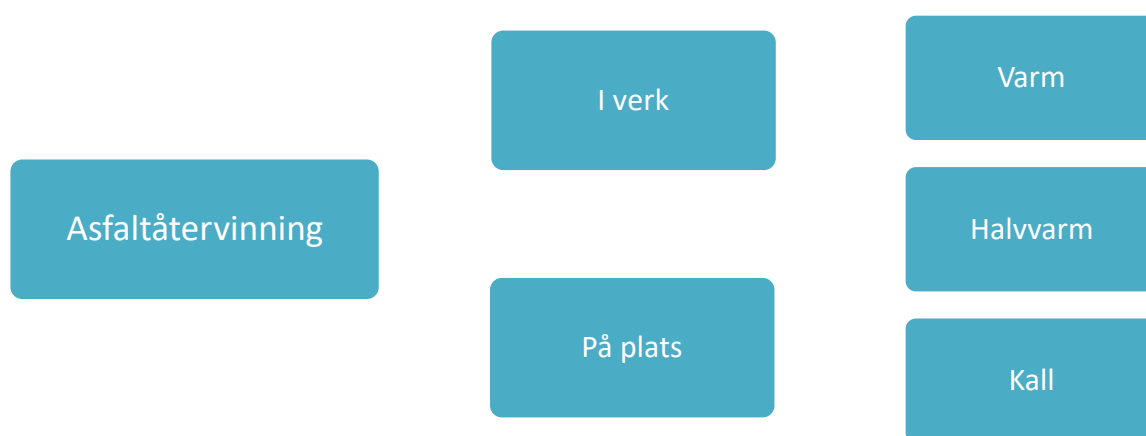 Asfaltåtervinning
I verk
På plats
Varm
Halvvarm
Kall